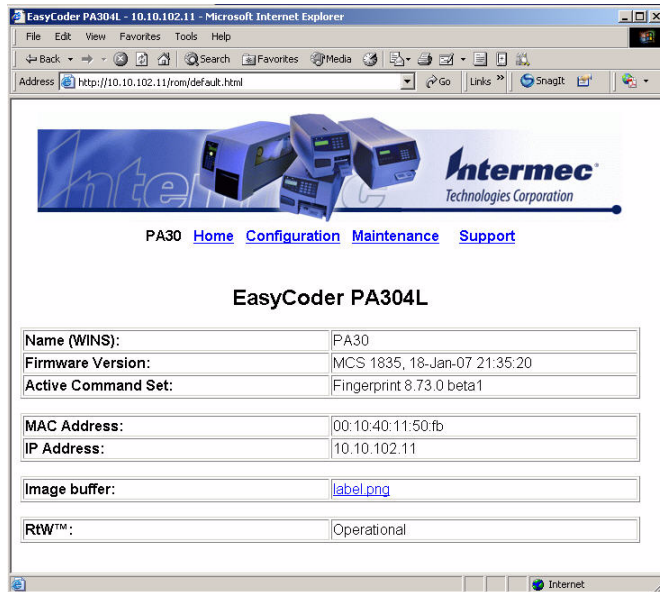 EasyCoder PA304L - 10.10.102.11 - Microsoft Internet Explorer
File Edit View Favorites Tools Help
Back Search Favorites Media
Address http://10.10.102.11/rom/default.html Go Links » SnagIt
Inte
Intermec®
Technologies Corporation
PA30 Home Configuration Maintenance Support
EasyCoder PA304L
Name (WINS): PA30
Firmware Version: MCS 1835, 18-Jan-07 21:35:20
Active Command Set: Fingerprint 8.73.0 beta1
MAC Address: 00:10:40:11:50:fb
IP Address: 10.10.102.11
Image buffer: label.png
RtW™: Operational
Internet